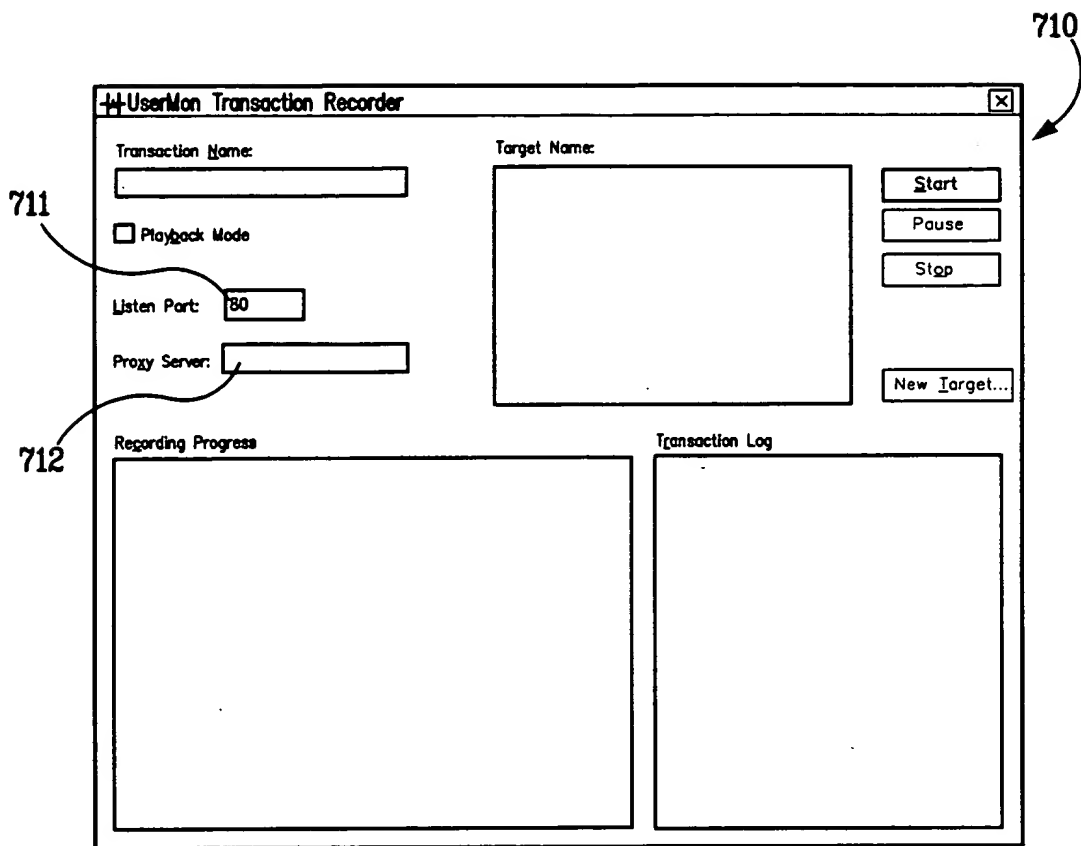 710
UserMon Transaction Recorder
Transaction Name:
Target Name:
Start
711
Pause
Playback Mode
Stop
Listen Port:
80
Proxy Server:
New Target...
712
Recording Progress
Transaction Log